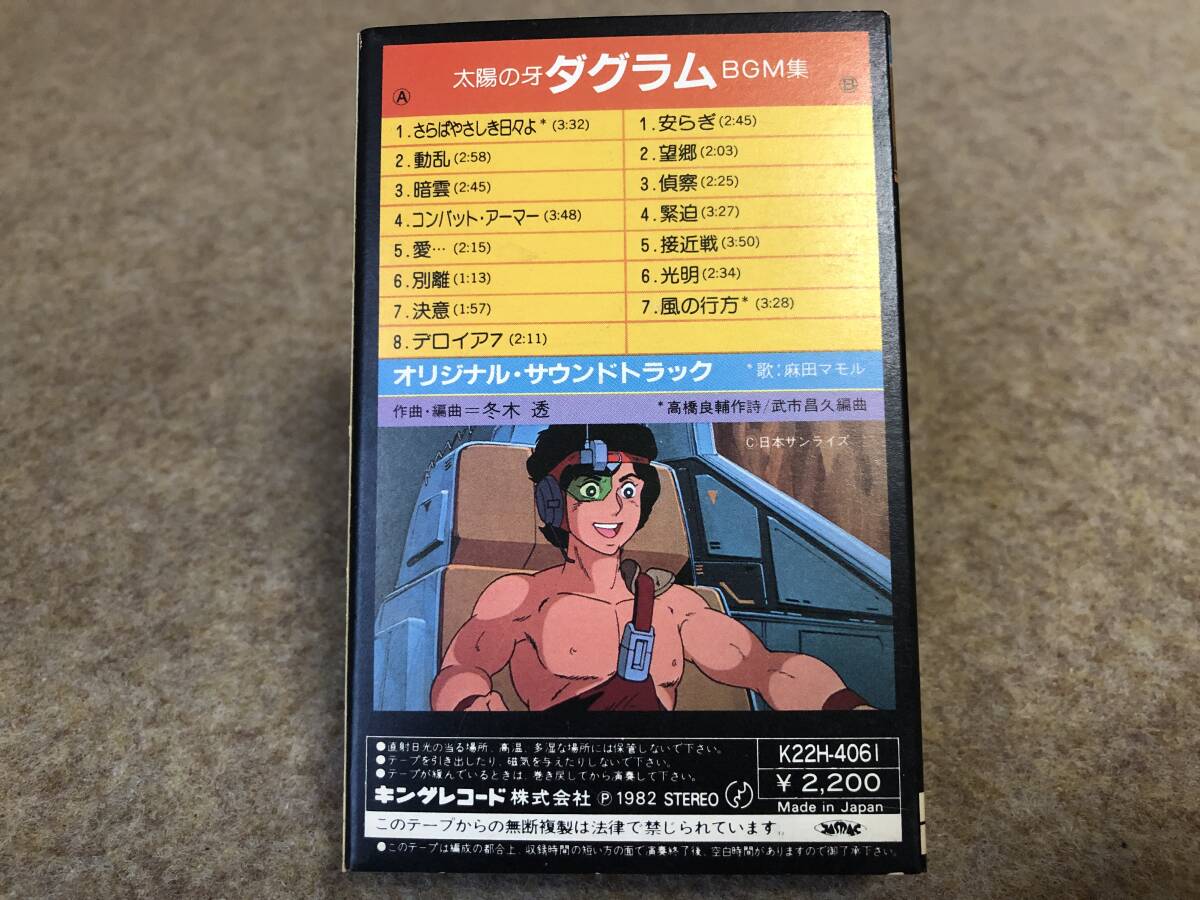 太陽の牙ダグラム BGM集
Ⓐ
Ⓑ
1.さらばやさしき日々よ*(3:32)
2.動乱(2:58)
3.暗雲(2:45)
4.コンバット・アーマー(3:48)
5.愛…(2:15)
6.別離(1:13)
7.決意(1:57)
8.デロイア7(2:11)
1.安らぎ(2:45)
2.望郷(2:03)
3.偵察(2:25)
4.緊迫(3:27)
5.接近戦(3:50)
6.光明(2:34)
7.風の行方*(3:28)
オリジナル・サウンドトラック *歌:麻田マモル
作曲・編曲=冬木 透 *高橋良輔作詩/武市昌久編曲
©日本サンライズ
●直射日光の当る場所、高温、多湿な場所には保管しないで下さい。
●テープを引き出したり、磁気を与えたりしないで下さい。
●テープが緩んでいるときは、巻き戻してから演奏して下さい。
キングレコード株式会社 Ⓟ1982 STEREO
K22H-4061
¥2,200
Made in Japan
このテープからの無断複製は法律で禁じられています。 JASRAC
●このテープは編成の都合上、収録時間の短い方の面で演奏終了後、空白時間がありますので御了承下さい。